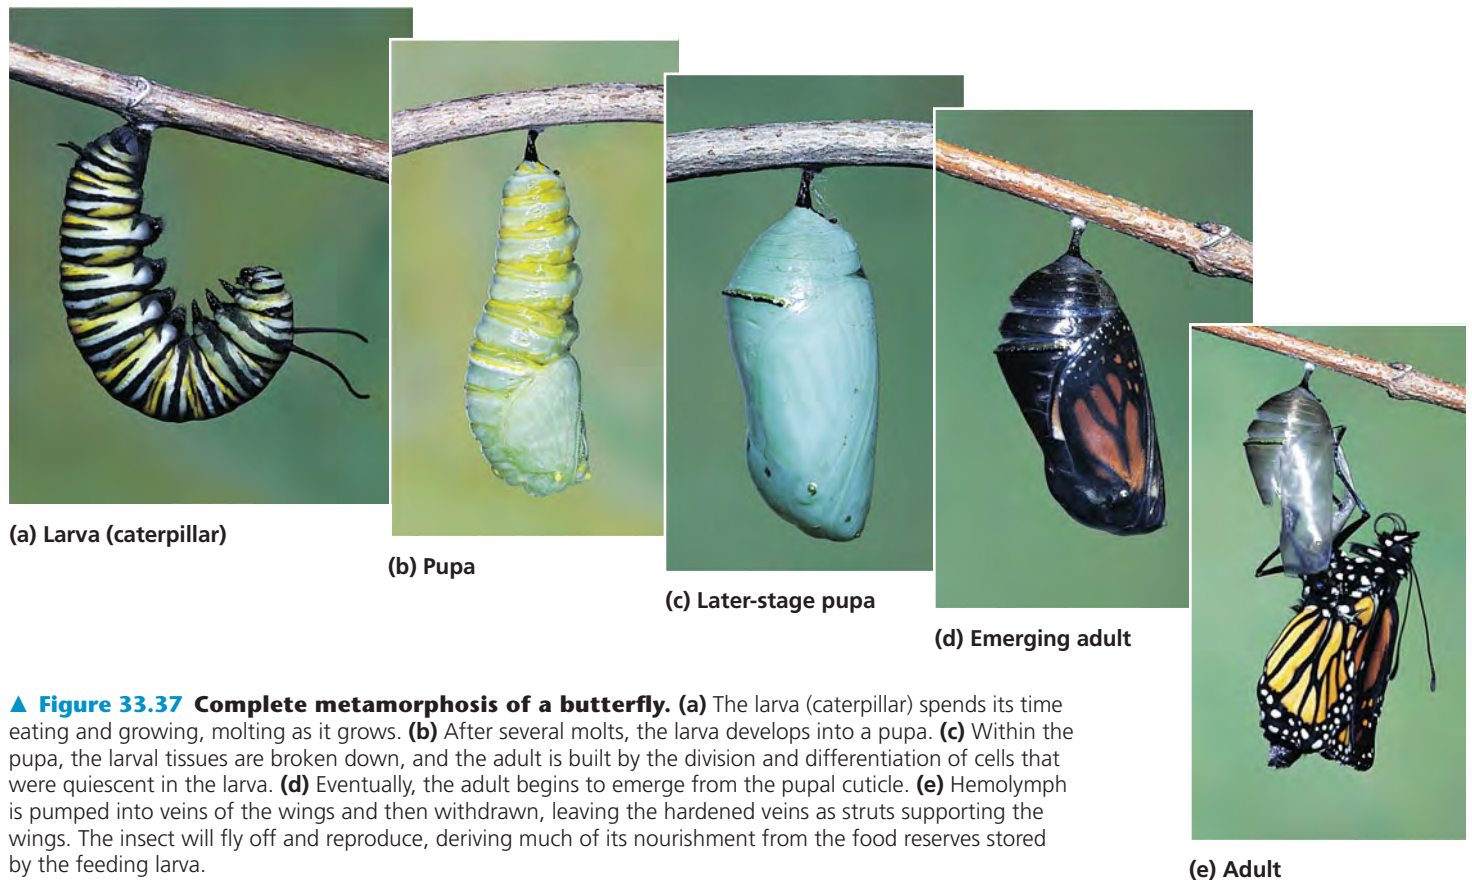 (a) Larva (caterpillar)
(b) Pupa
(c) Later-stage pupa
(d) Emerging adult
(e) Adult
▲ Figure 33.37 Complete metamorphosis of a butterfly. (a) The larva (caterpillar) spends its time
eating and growing, molting as it grows. (b) After several molts, the larva develops into a pupa. (c) Within the
pupa, the larval tissues are broken down, and the adult is built by the division and differentiation of cells that
were quiescent in the larva. (d) Eventually, the adult begins to emerge from the pupal cuticle. (e) Hemolymph
is pumped into veins of the wings and then withdrawn, leaving the hardened veins as struts supporting the
wings. The insect will fly off and reproduce, deriving much of its nourishment from the food reserves stored
by the feeding larva.